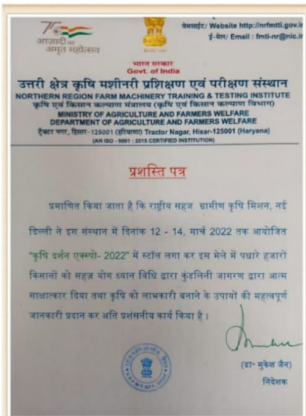 वेबसाईट/ Website http://nrfmtti.gov.in
ई-मेल/ Email : fmti-nr@nic.in
आज़ादी का
अमृत महोत्सव
भारत सरकार
Govt. of India
उत्तरी क्षेत्र कृषि मशीनरी प्रशिक्षण एवं परीक्षण संस्थान
NORTHERN REGION FARM MACHINERY TRAINING & TESTING INSTITUTE
कृषि एवं किसान कल्याण मंत्रालय (कृषि एवं किसान कल्याण विभाग)
MINISTRY OF AGRICULTURE AND FARMERS WELFARE
DEPARTMENT OF AGRICULTURE AND FARMERS WELFARE
ट्रैक्टर नगर, हिसार-125001 (हरियाणा) Tractor Nagar, Hisar-125001 (Haryana)
(AN ISO - 9001 : 2015 CERTIFIED INSTITUTION)
प्रशस्ति पत्र
प्रमाणित किया जाता है कि राष्ट्रीय सहज ग्रामीण कृषि मिशन, नई
दिल्ली ने इस संस्थान में दिनांक 12 - 14, मार्च 2022 तक आयोजित
"कृषि दर्शन एक्सपो- 2022" में स्टॉल लगा कर इस मेले में पधारे हजारों
किसानों को सहज योग ध्यान विधि द्वारा कुंडलिनी जागरण द्वारा आत्म
साक्षात्कार दिया तथा कृषि को लाभकारी बनाने के उपायों की महत्वपूर्ण
जानकारी प्रदान कर अति प्रशंसनीय कार्य किया है।
(डा॰ मुकेश जैन)
निदेशक